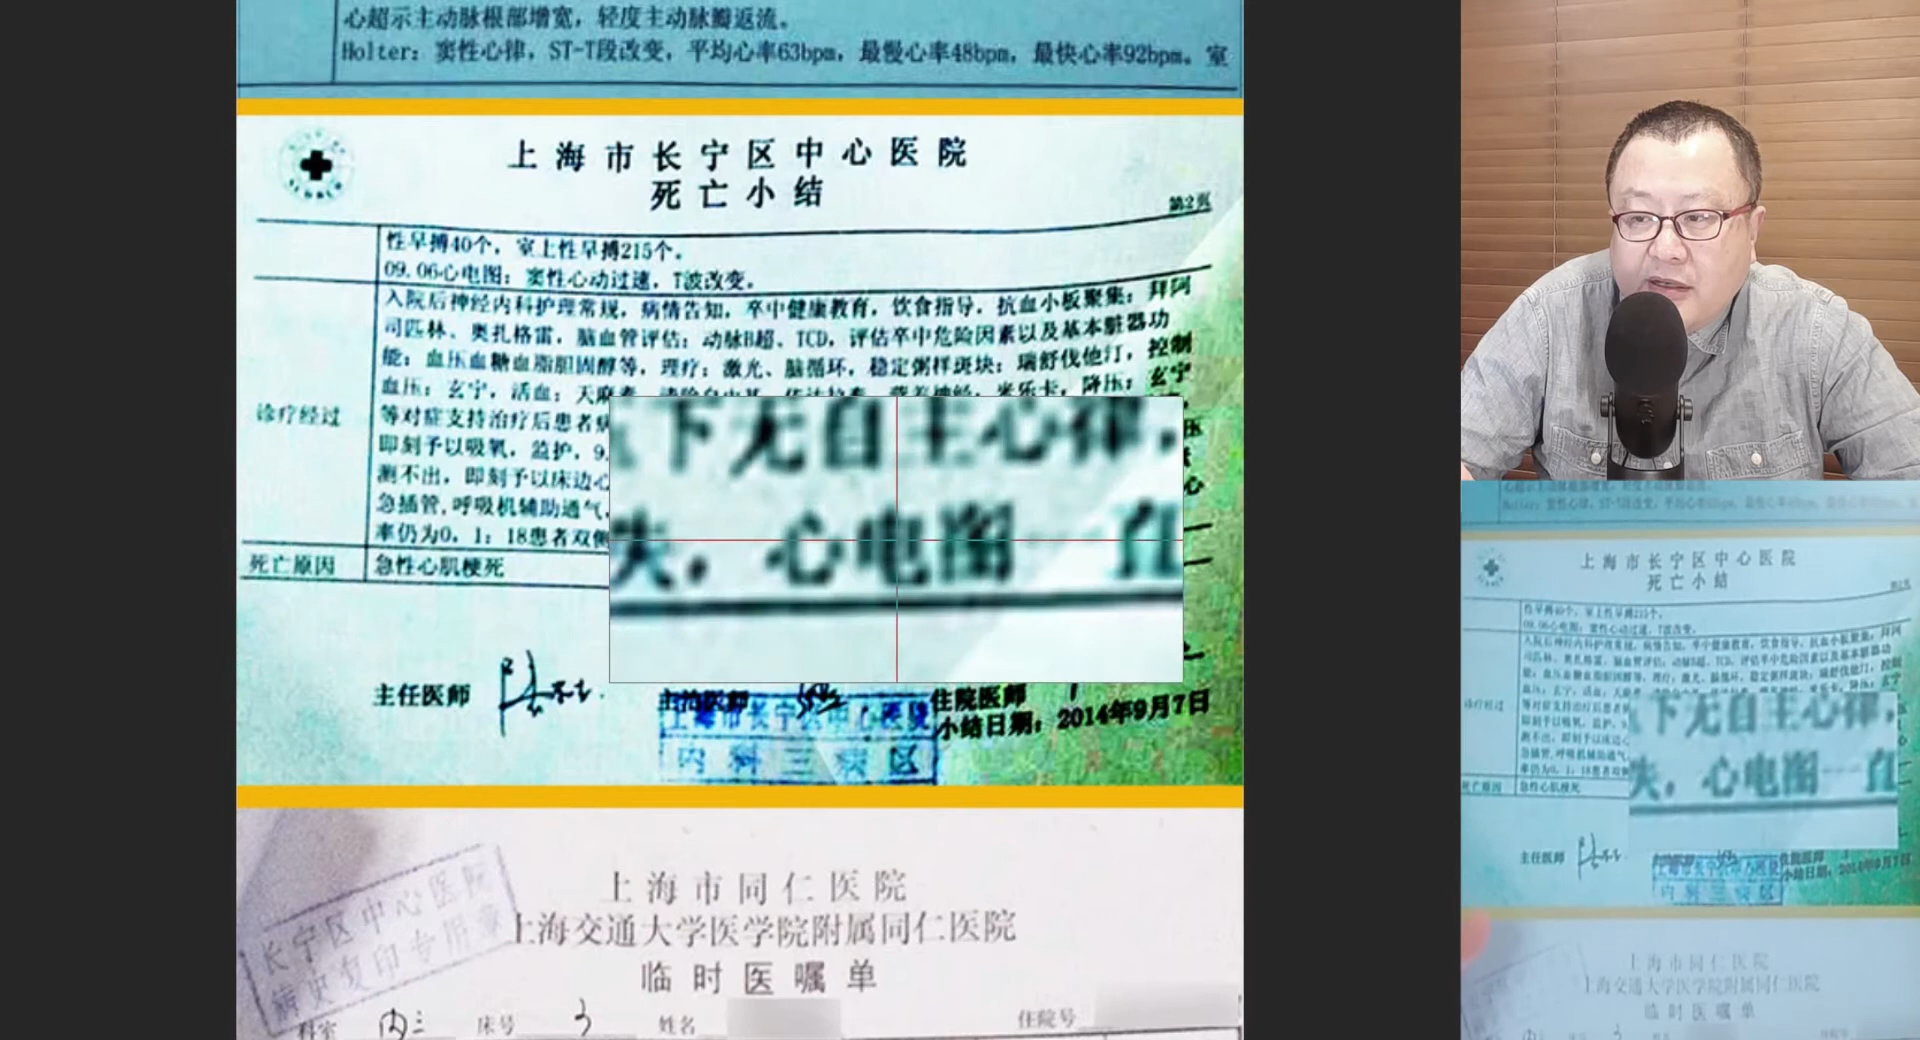 心超示主动脉根部增宽，轻度主动脉瓣返流。
Holter：窦性心律，ST-T段改变，平均心率63bpm，最慢心率48bpm，最快心率92bpm。室
上海市长宁区中心医院
死亡小结
第2页
性早搏40个，室上性早搏215个。
09.06心电图：窦性心动过速，T波改变。
诊疗经过
入院后神经内科护理常规，病情告知，卒中健康教育，饮食指导，抗血小板聚集：拜阿
司匹林、奥扎格雷，脑血管评估：动脉B超、TCD，评估卒中危险因素以及基本脏器功
能：血压血糖血脂胆固醇等，理疗：激光、脑循环，稳定粥样斑块：瑞舒伐他汀，控制
血压：玄宁，活血：天麻素，降压：玄宁
等对症支持治疗后患者病
即刻予以吸氧，监护，9.
测不出，即刻予以床边心
急插管,呼吸机辅助通气，
率仍为0，1：18患者双侧
下无自主心律，
失，心电图一直
死亡原因
急性心肌梗死
主任医师
主治医师
住院医师
小结日期：2014年9月7日
上海市长宁区中心医院
内科三病区
长宁区中心医院
病史复印专用章
上海市同仁医院
上海交通大学医学院附属同仁医院
临时医嘱单
科室 内三 床号 3 姓名 住院号